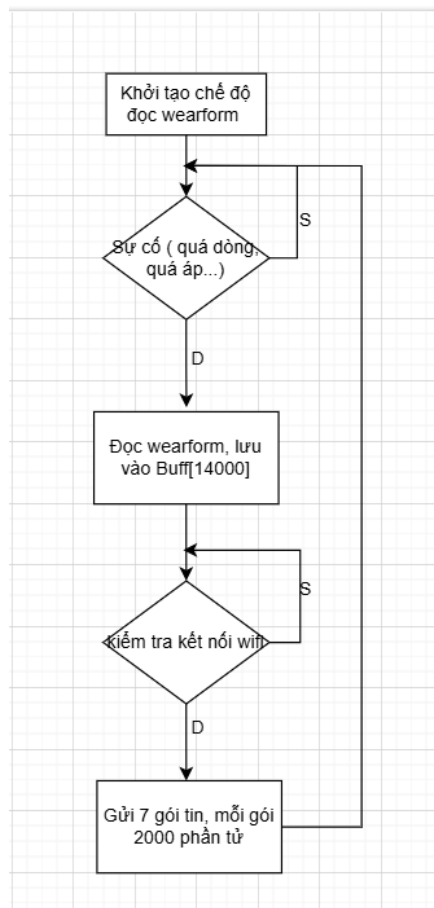 Khởi tạo chế độ
đọc wearform
S
Sự cố ( quá dòng,
quá áp...)
D
Đọc wearform, lưu
vào Buff[14000]
S
kiểm tra kết nối wifi
D
Gửi 7 gói tin, mỗi gói
2000 phần tử